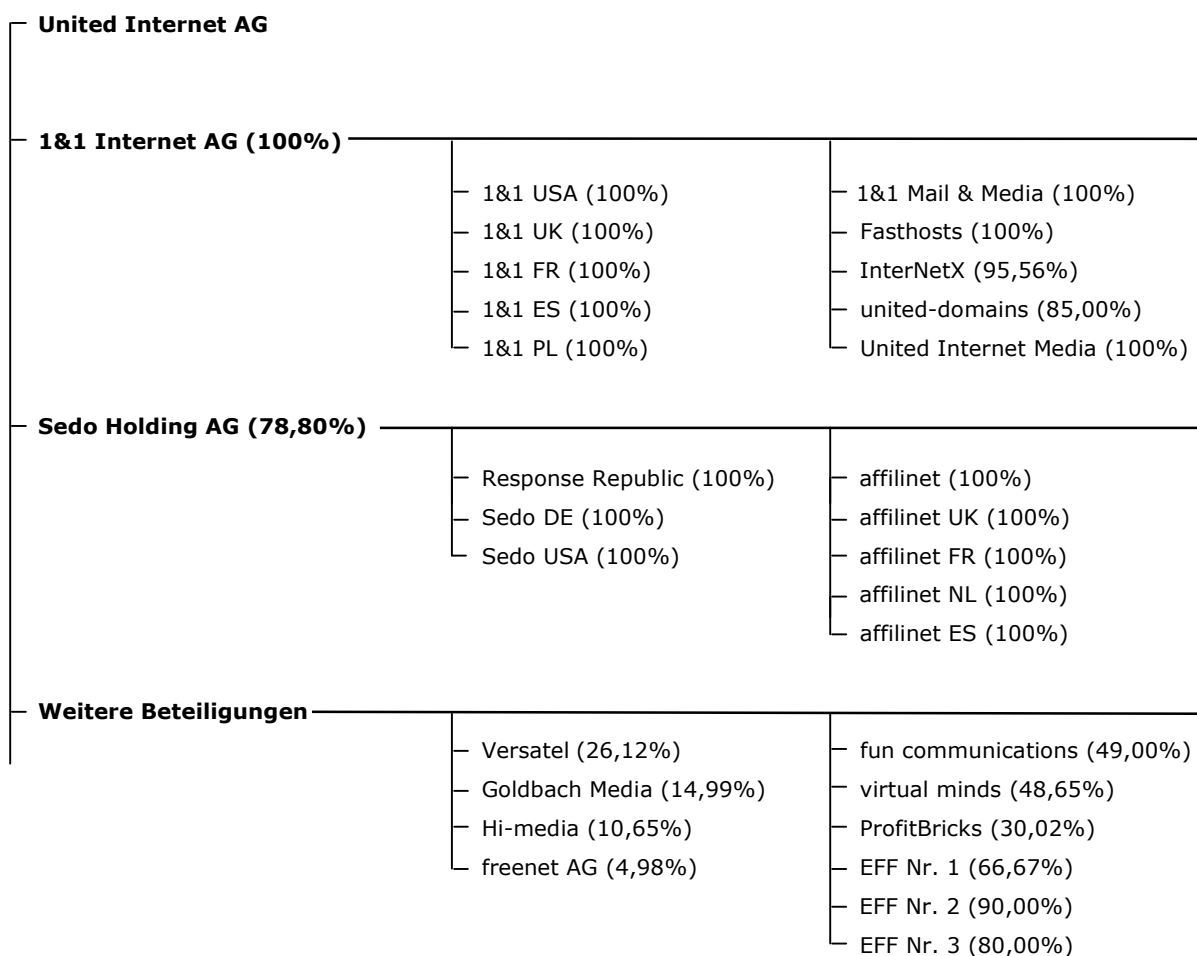 United Internet AG
1&1 Internet AG (100%)
1&1 USA (100%)
1&1 UK (100%)
1&1 FR (100%)
1&1 ES (100%)
1&1 PL (100%)
1&1 Mail & Media (100%)
Fasthosts (100%)
InterNetX (95,56%)
united-domains (85,00%)
United Internet Media (100%)
Sedo Holding AG (78,80%)
Response Republic (100%)
Sedo DE (100%)
Sedo USA (100%)
affilinet (100%)
affilinet UK (100%)
affilinet FR (100%)
affilinet NL (100%)
affilinet ES (100%)
Weitere Beteiligungen
Versatel (26,12%)
Goldbach Media (14,99%)
Hi-media (10,65%)
freenet AG (4,98%)
fun communications (49,00%)
virtual minds (48,65%)
ProfitBricks (30,02%)
EFF Nr. 1 (66,67%)
EFF Nr. 2 (90,00%)
EFF Nr. 3 (80,00%)